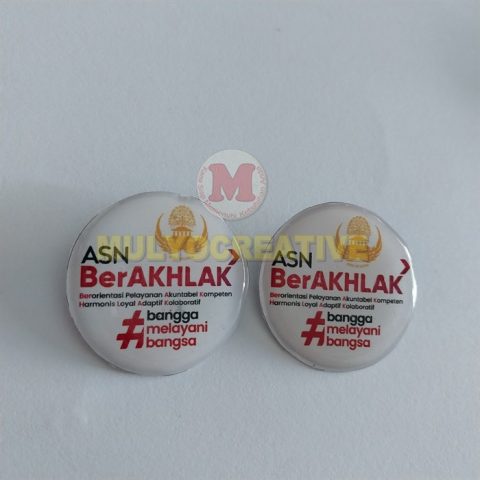 M
MULYOCREATIVE
ASN
BerAKHLAK
Berorientasi Pelayanan Akuntabel Kompeten
Harmonis Loyal Adaptif Kolaboratif
#bangga
melayani
bangsa
ASN
BerAKHLAK
Berorientasi Pelayanan Akuntabel Kompeten
Harmonis Loyal Adaptif Kolaboratif
#bangga
melayani
bangsa